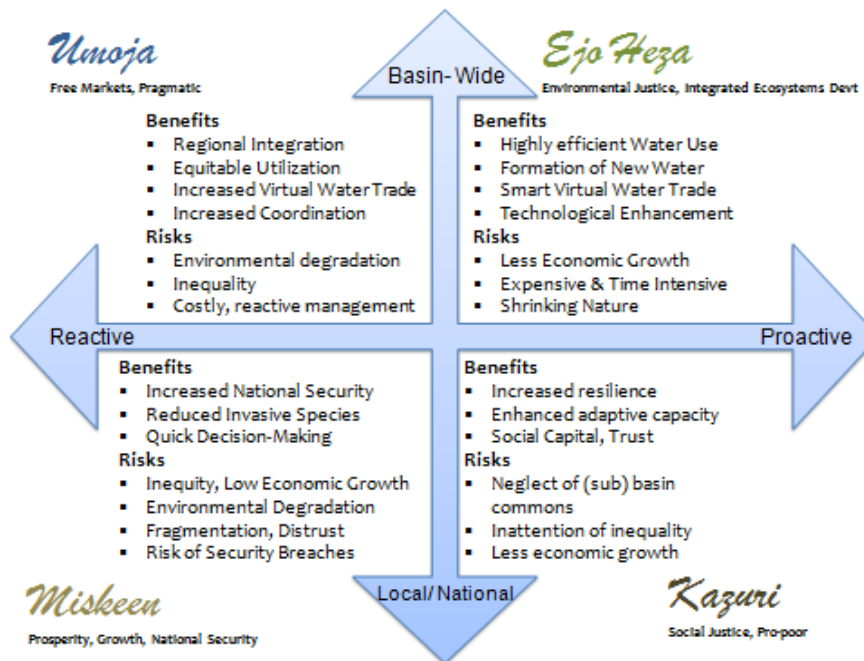 Umoja
Free Markets, Pragmatic
Basin- Wide
Ejo Heza
Environmental Justice, Integrated Ecosystems Devt
Benefits
▪ Regional Integration
▪ Equitable Utilization
▪ Increased Virtual Water Trade
▪ Increased Coordination
Risks
▪ Environmental degradation
▪ Inequality
▪ Costly, reactive management
Benefits
▪ Highly efficient Water Use
▪ Formation of New Water
▪ Smart Virtual Water Trade
▪ Technological Enhancement
Risks
▪ Less Economic Growth
▪ Expensive & Time Intensive
▪ Shrinking Nature
Reactive
Proactive
Benefits
▪ Increased National Security
▪ Reduced Invasive Species
▪ Quick Decision-Making
Risks
▪ Inequity, Low Economic Growth
▪ Environmental Degradation
▪ Fragmentation, Distrust
▪ Risk of Security Breaches
Benefits
▪ Increased resilience
▪ Enhanced adaptive capacity
▪ Social Capital, Trust
Risks
▪ Neglect of (sub) basin
commons
▪ Inattention of inequality
▪ Less economic growth
Miskeen
Prosperity, Growth, National Security
Local/ National
Kazuri
Social Justice, Pro-poor